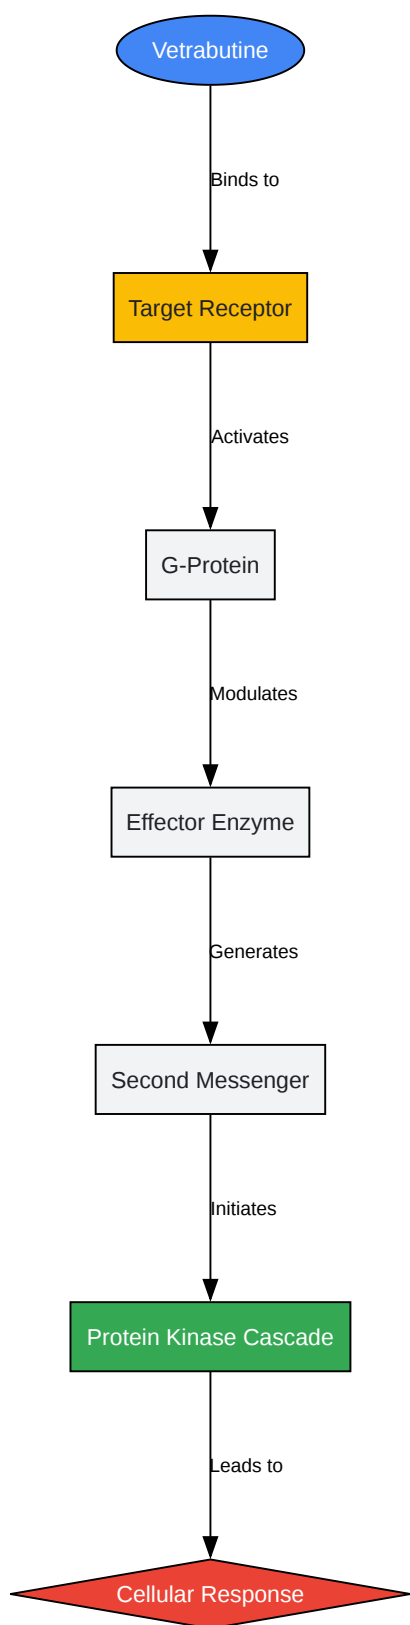 Vetrabutine
Binds to
Target Receptor
Activates
G-Protein
Modulates
Effector Enzyme
Generates
Second Messenger
Initiates
Protein Kinase Cascade
Leads to
Cellular Response